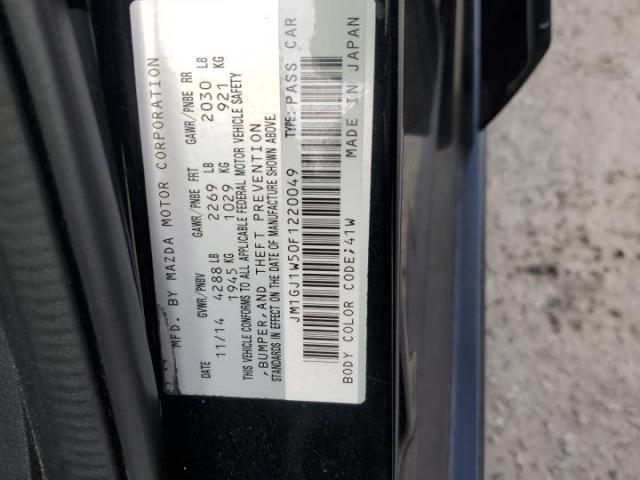 MFD. BY MAZDA MOTOR CORPORATION
DATE GVWR/PNBV GAWR/PNBE FRT GAWR/PNBE RR
11/14 4288 LB 2269 LB 2030 LB
1945 KG 1029 KG 921 KG
THIS VEHICLE CONFORMS TO ALL APPLICABLE FEDERAL MOTOR VEHICLE SAFETY
,BUMPER,AND THEFT PREVENTION
STANDARDS IN EFFECT ON THE DATE OF MANUFACTURE SHOWN ABOVE.
JM1GJ1W50F1220049 TYPE: PASS CAR
BODY COLOR CODE;41W MADE IN JAPAN